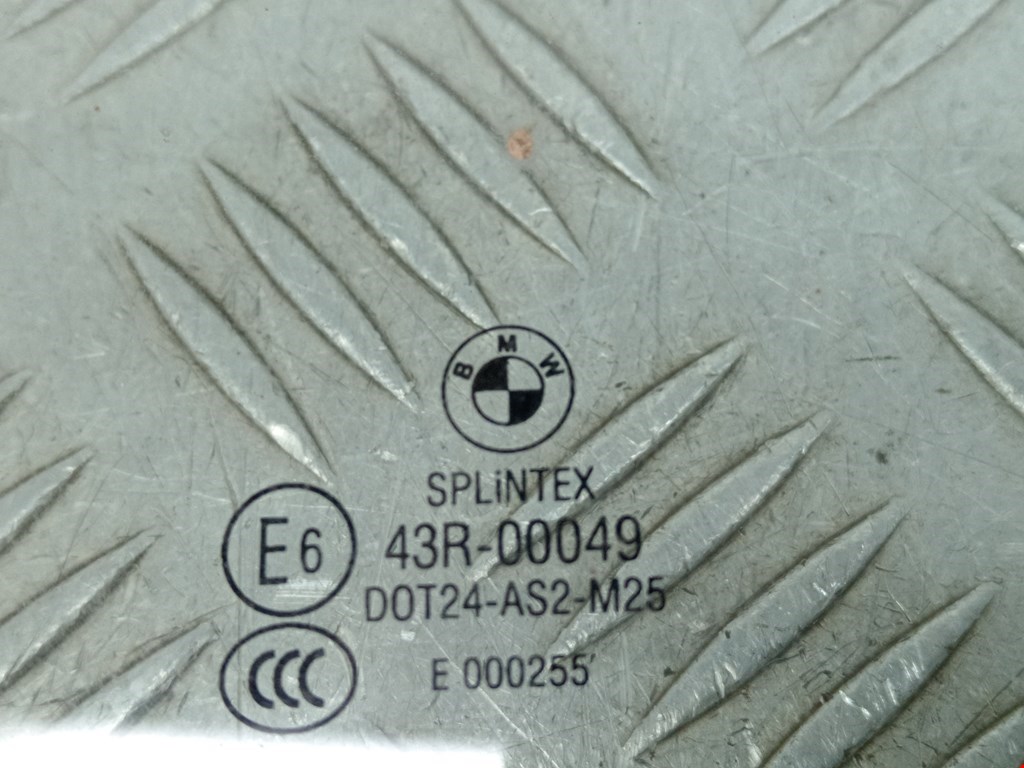 BMW
SPLiNTEX
E6 43R-00049
DOT24-AS2-M25
CCC E 000255